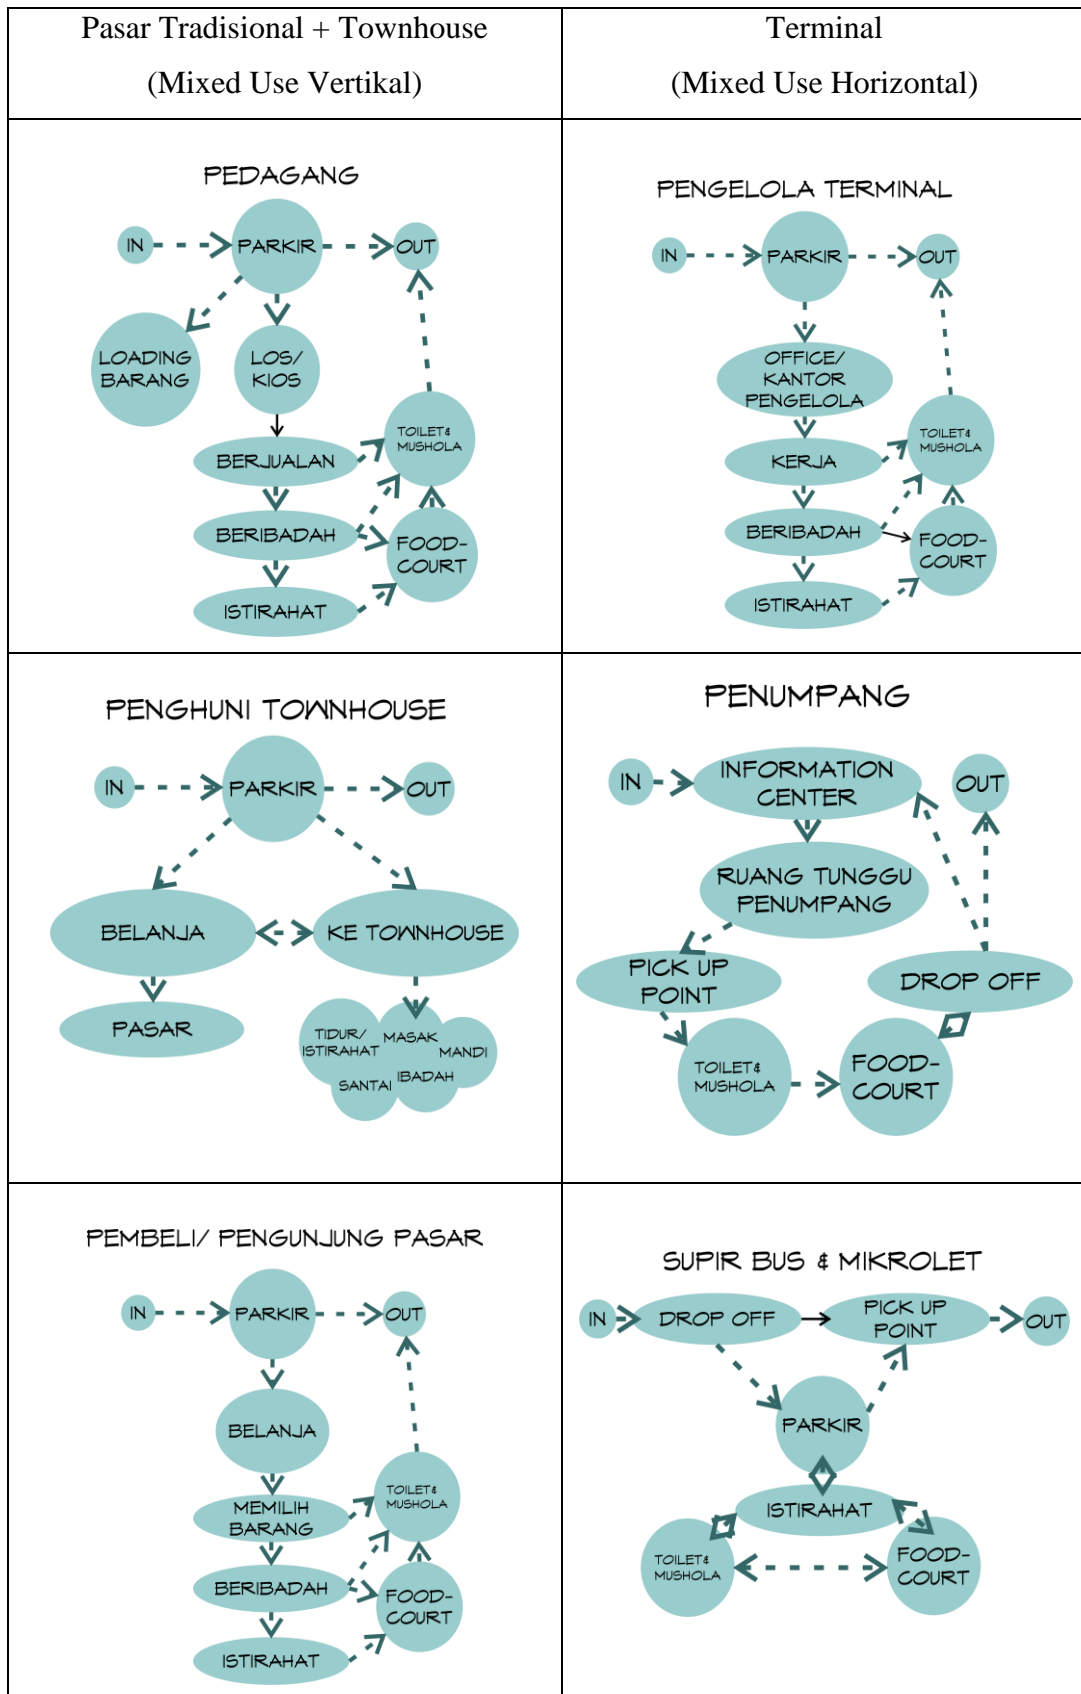 Pasar Tradisional + Townhouse
(Mixed Use Vertikal)
Terminal
(Mixed Use Horizontal)
PEDAGANG
IN
PARKIR
OUT
LOADING
BARANG
LOS/
KIOS
TOILET&
MUSHOLA
BERJUALAN
BERIBADAH
FOOD-
COURT
ISTIRAHAT
PENGELOLA TERMINAL
IN
PARKIR
OUT
OFFICE/
KANTOR
PENGELOLA
TOILET&
MUSHOLA
KERJA
BERIBADAH
FOOD-
COURT
ISTIRAHAT
PENGHUNI TOWNHOUSE
IN
PARKIR
OUT
BELANJA
KE TOWNHOUSE
PASAR
TIDUR/
ISTIRAHAT
MASAK
MANDI
SANTAI
IBADAH
PENUMPANG
IN
INFORMATION
CENTER
OUT
RUANG TUNGGU
PENUMPANG
PICK UP
POINT
DROP OFF
TOILET&
MUSHOLA
FOOD-
COURT
PEMBELI/ PENGUNJUNG PASAR
IN
PARKIR
OUT
BELANJA
TOILET&
MUSHOLA
MEMILIH
BARANG
BERIBADAH
FOOD-
COURT
ISTIRAHAT
SUPIR BUS & MIKROLET
IN
DROP OFF
PICK UP
POINT
OUT
PARKIR
ISTIRAHAT
TOILET&
MUSHOLA
FOOD-
COURT